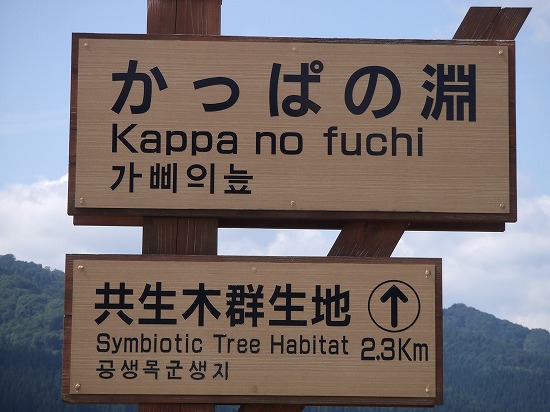 かっぱの淵
Kappa no fuchi
가삐의늪
共生木群生地
Symbiotic Tree Habitat 2.3Km
공생목군생지